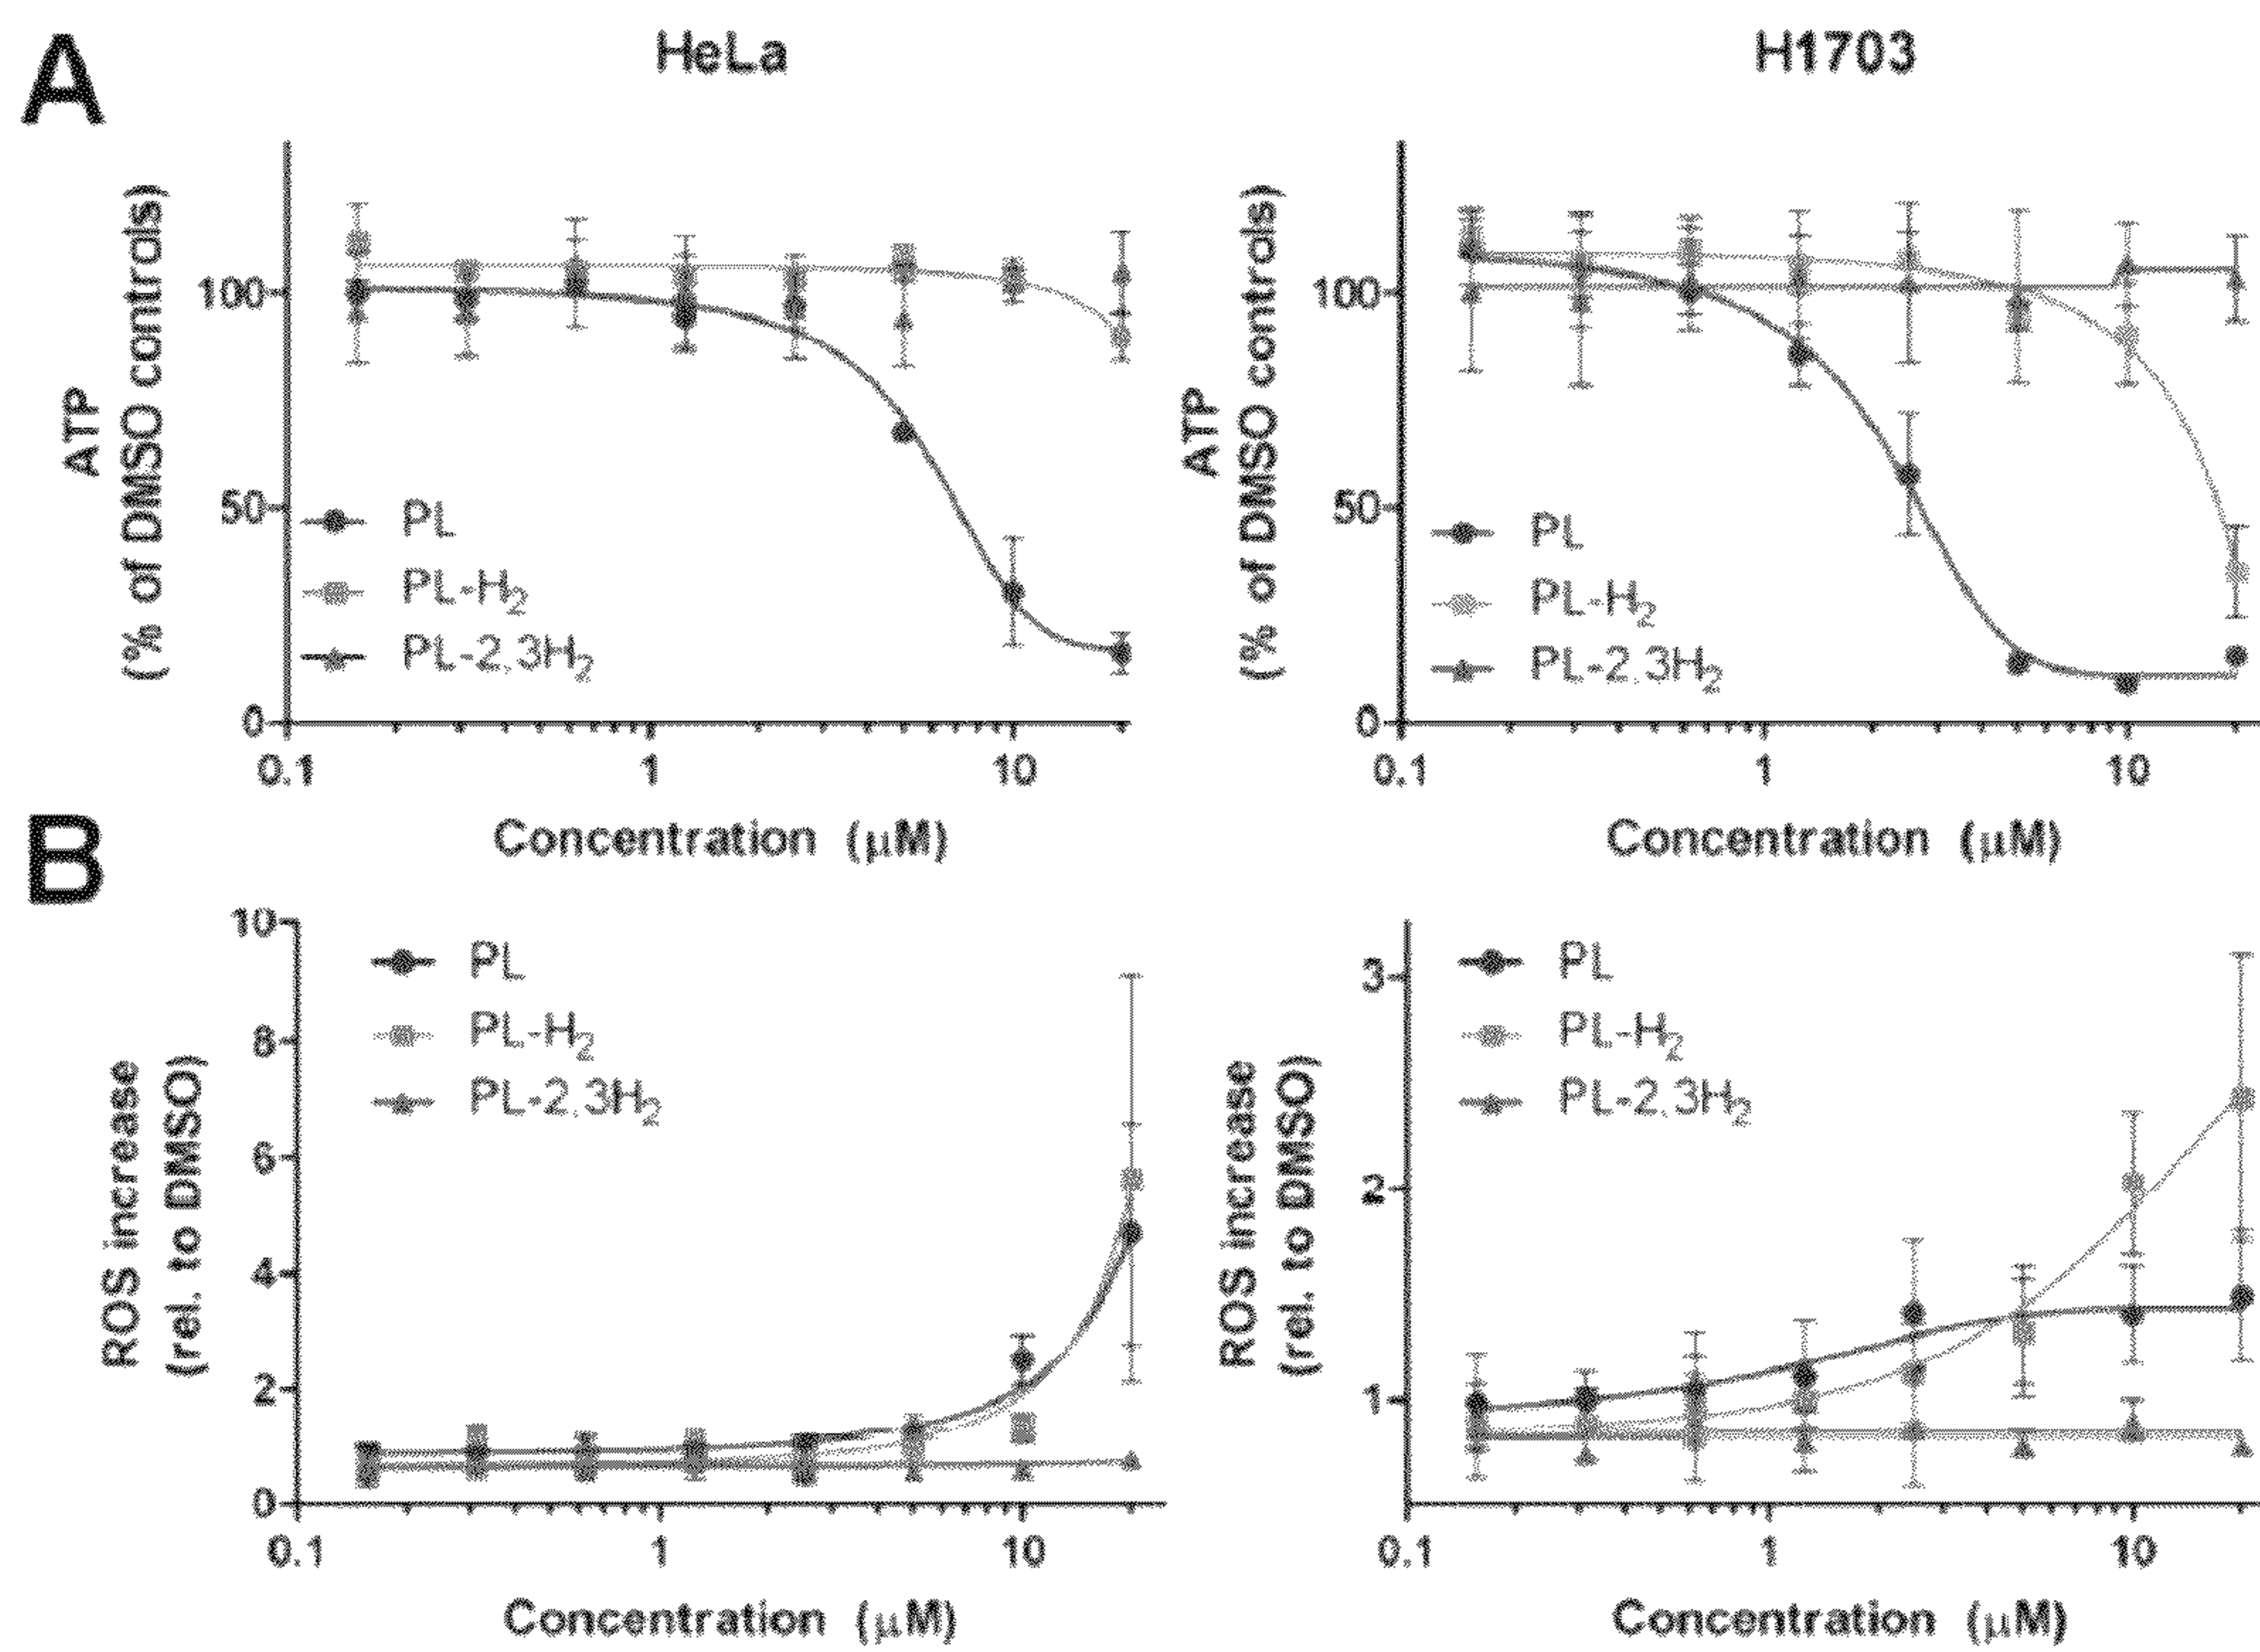 A
HeLa
H1703
ATP
(% of DMSO controls)
100
50
0
PL
PL-H2
PL-2,3H2
0.1
1
10
Concentration (µM)
ATP
(% of DMSO controls)
100
50
0
PL
PL-H2
PL-2,3H2
0.1
1
10
Concentration (µM)
B
ROS increase
(rel. to DMSO)
10
8
6
4
2
0
PL
PL-H2
PL-2,3H2
0.1
1
10
Concentration (µM)
ROS increase
(rel. to DMSO)
3
2
1
PL
PL-H2
PL-2,3H2
0.1
1
10
Concentration (µM)